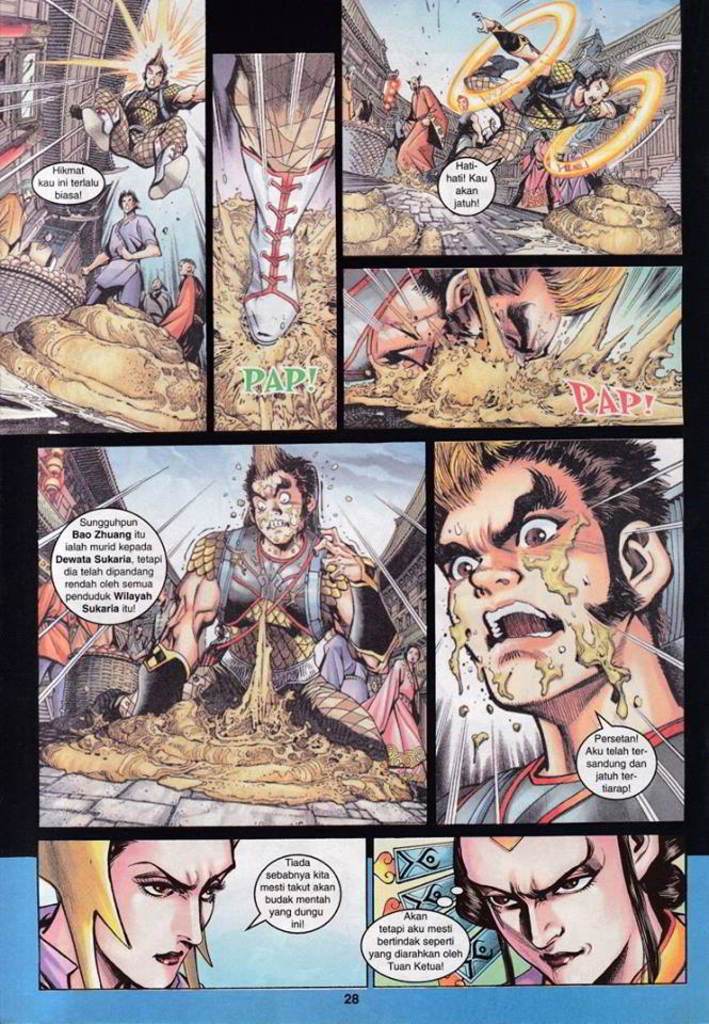 Hikmat
kau ini terlalu
biasa!
PAP!
Hati-
hati! Kau
akan
jatuh!
PAP!
Sungguhpun
Bao Zhuang itu
ialah murid kepada
Dewata Sukaria, tetapi
dia telah dipandang
rendah oleh semua
penduduk Wilayah
Sukaria itu!
Persetan!
Aku telah ter-
sandung dan
jatuh ter-
tiarap!
Tiada
sebabnya kita
mesti takut akan
budak mentah
yang dungu
ini!
Akan
tetapi aku mesti
bertindak seperti
yang diarahkan oleh
Tuan Ketua!
28